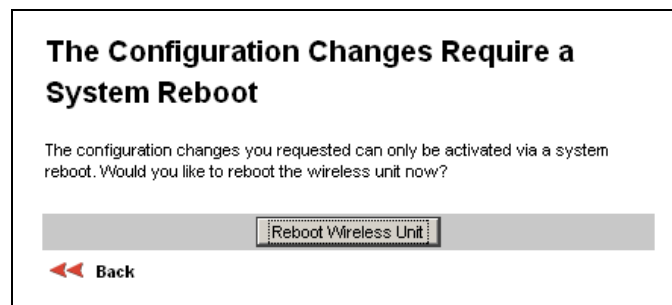 The Configuration Changes Require a
System Reboot
The configuration changes you requested can only be activated via a system
reboot. Would you like to reboot the wireless unit now?
Reboot Wireless Unit
Back